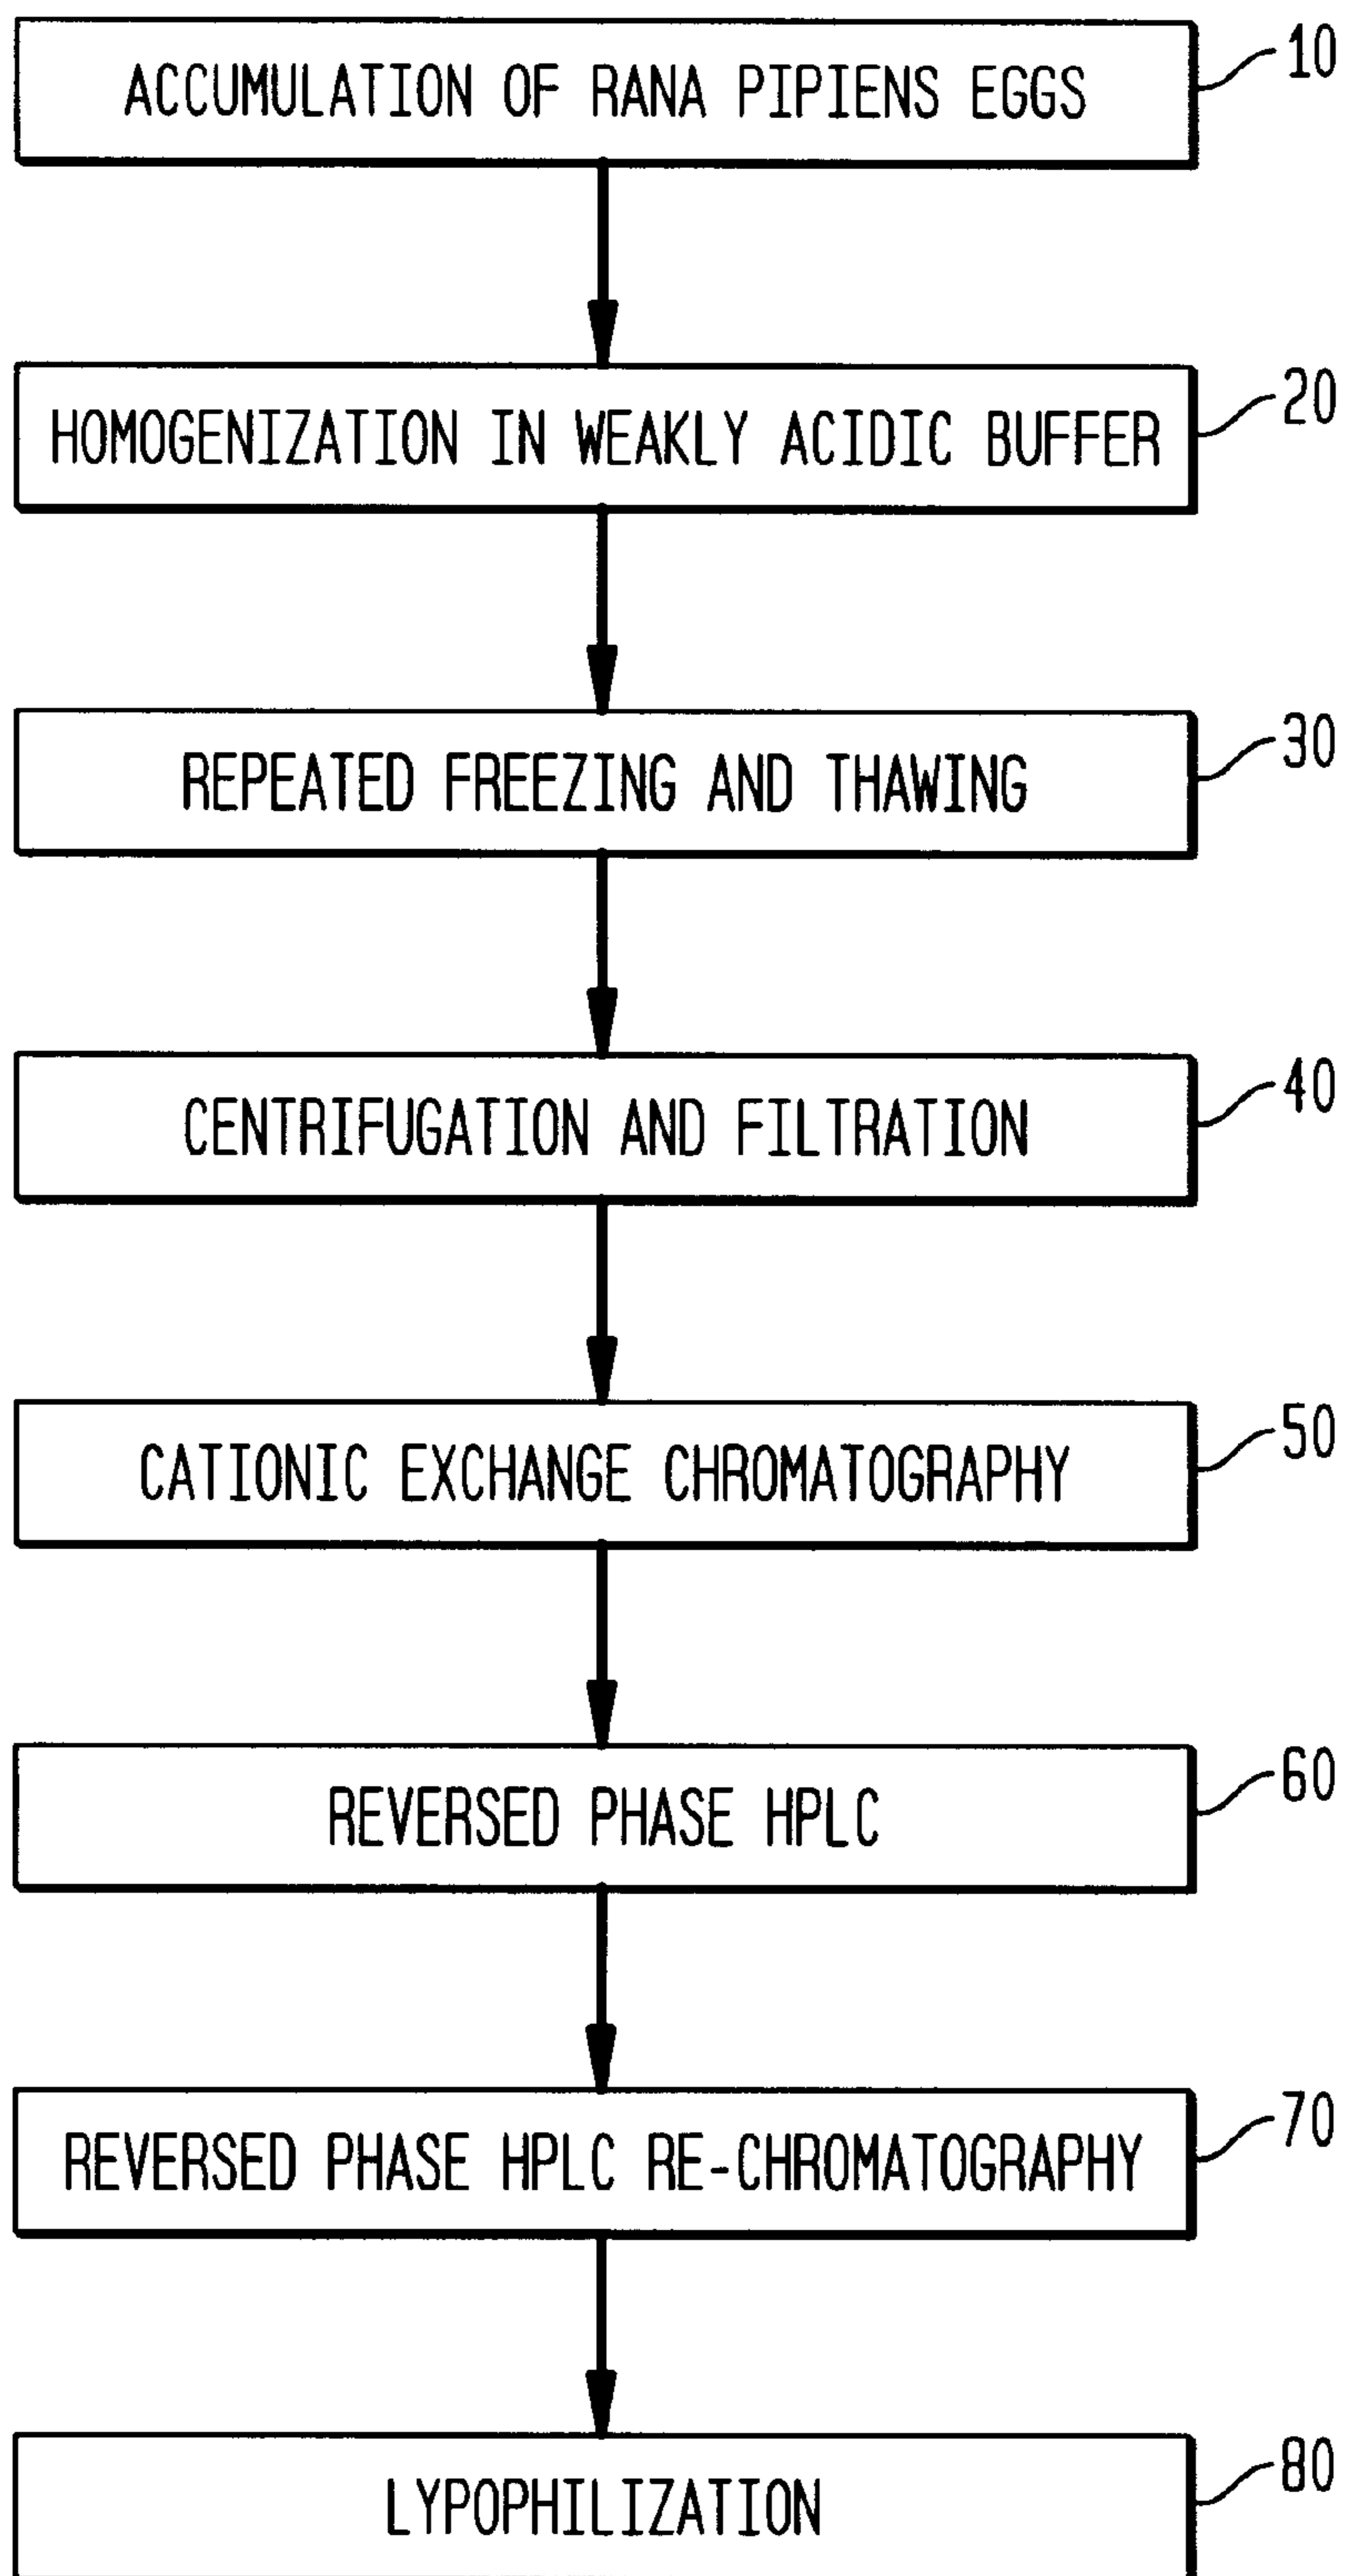 ACCUMULATION OF RANA PIPIENS EGGS 10
HOMOGENIZATION IN WEAKLY ACIDIC BUFFER 20
REPEATED FREEZING AND THAWING 30
CENTRIFUGATION AND FILTRATION 40
CATIONIC EXCHANGE CHROMATOGRAPHY 50
REVERSED PHASE HPLC 60
REVERSED PHASE HPLC RE-CHROMATOGRAPHY 70
LYPOPHILIZATION 80